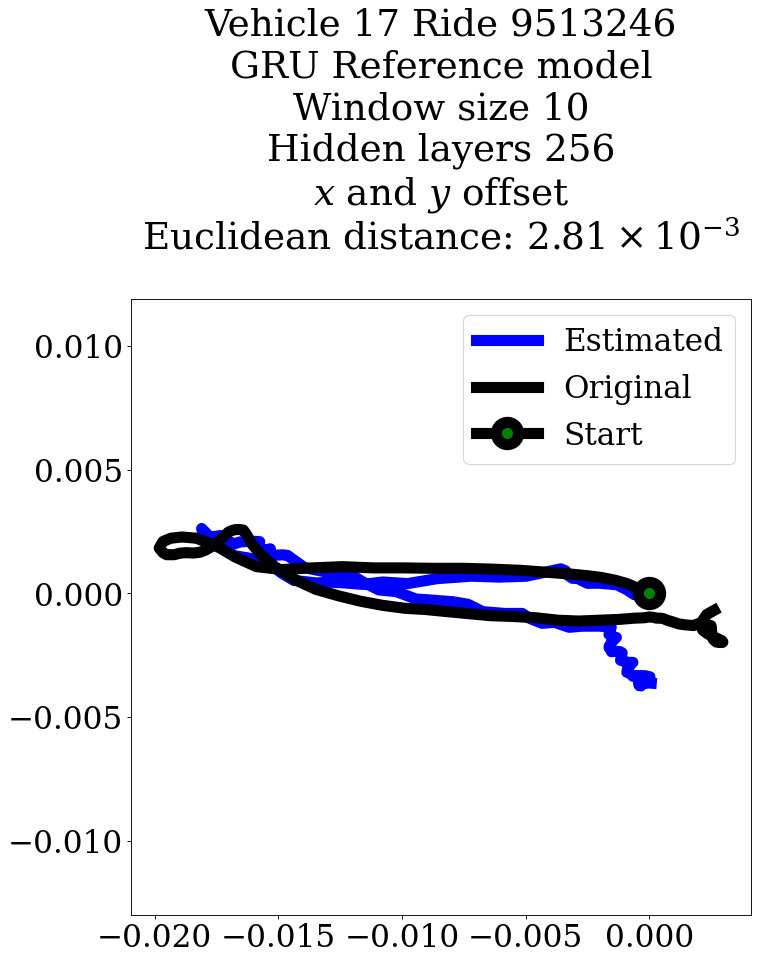 Vehicle 17 Ride 9513246
GRU Reference model
Window size 10
Hidden layers 256
x and y offset
Euclidean distance: 2.81 × 10⁻³
Estimated
Original
Start
0.010
0.005
0.000
−0.005
−0.010
−0.020 −0.015 −0.010 −0.005 0.000